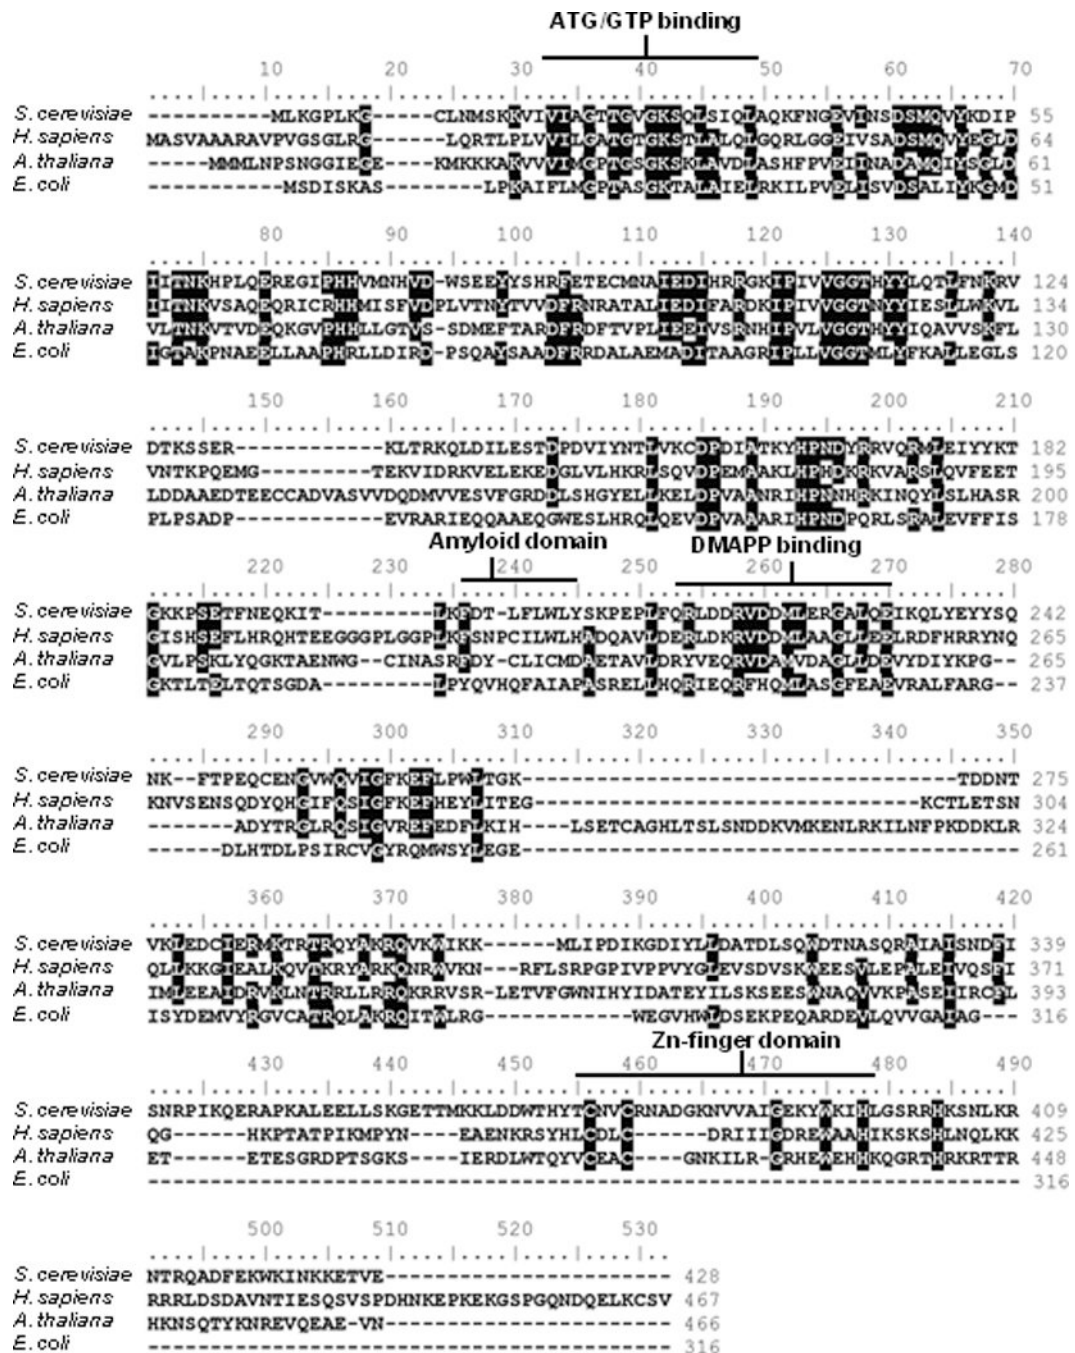 ATG/GTP binding
10 20 30 40 50 60 70
S. cerevisiae ----------MLKGPLKG-----CLNMSKKVIVIAGTTGVGKSQLSIQLAQKFNGEVINSDSMQVYKDIP 55
H. sapiens MASVAAARAVPVGSGLRG------LQRTLPLVVILGATGTGKSTLALQLGQRLGGEIVSADSMQVYEGLD 64
A. thaliana -----MMMLNPSNGGIEGE----KMKKKAKVVVIMGPTGSGKSKLAVDLASHFPVEIINADAMQIYSGLD 61
E. coli -----------MSDISKAS------LPKAIFLMGPTASGKTALAIELRKILPVELISVDSALIYKGMD 51
80 90 100 110 120 130 140
S. cerevisiae IITNKHPLQEREGIPHHVMNHVD-WSEEYYSHRFETECMNAIEDIHRRGKIPIVVGGTHYYLQTLFNKRV 124
H. sapiens IITNKVSAQEQRICRHHMISFVDPLVTNYTVVDFRNRATALIEDIFARDKIPIVVGGTNYYIESLLWKVL 134
A. thaliana VLTNKVTVDEQKGVPHHLLGTVS-SDMEFTARDFRDFTVPLIEEIVSRNHIPVLVGGTHYYIQAVVSKFL 130
E. coli IGTAKPNAEELLAAPHRLLDIRD-PSQAYSAADFRRDALAEMADITAAGRIPLLVGGTMLYFKALLEGLS 120
150 160 170 180 190 200 210
S. cerevisiae DTKSSER------------KLTRKQLDILESTDPDVIYNTLVKCDPDIATKYHPNDYRRVQRMLEIYYKT 182
H. sapiens VNTKPQEMG---------TEKVIDRKVELEKEDGLVLHKRLSQVDPEMAAKLHPHDKRKVARSLQVFEET 195
A. thaliana LDDAAEDTEECCADVASVVDQDMVVESVFGRDDLSHGYELLKELDPVAANRIHPNNHRKINQYLSLHASR 200
E. coli PLPSADP------------EVRARIEQQAAEQGWESLHRQLQEVDPVAAARIHPNDPQRLSRALEVFFIS 178
Amyloid domain DMAPP binding
220 230 240 250 260 270 280
S. cerevisiae GKKPSETFNEQKIT---------LKFDT-LFLWLYSKPEPLFQRLDDRVDDMLERGALQEIKQLYEYYSQ 242
H. sapiens GISHSEFLHRQHTEEGGGPLGGPLKFSNPCILWLHADQAVLDERLDKRVDDMLAAGLLEELRDFHRRYNQ 265
A. thaliana GVLPSKLYQGKTAENWG--CINASRFDY-CLICMDAETAVLDRYVEQRVDAMVDAGLLDEVYDIYKPG-- 265
E. coli GKTLTELTQTSGDA---------LPYQVHQFAIAPASRELLHQRIEQRFHQMLASGFEAEVRALFARG-- 237
290 300 310 320 330 340 350
S. cerevisiae NK--FTPEQCENGVWQVIGFKEFLPWLTGK-----------------------------------TDDNT 275
H. sapiens KNVSENSQDYQHGIFQSIGFKEFHEYLITEG-------------------------------KCTLETSN 304
A. thaliana -------ADYTRGLRQSIGVREFEDFLKIH----LSETCAGHLTSLSNDDKVMKENLRKILNFPKDDKLR 324
E. coli ------DLHTDLPSIRCVGYRQMWSYLEGE---------------------------------------- 261
360 370 380 390 400 410 420
S. cerevisiae VKLEDCIERMKTRTRQYAKRQVKWIKK------MLIPDIKGDIYLLDATDLSQWDTNASQRAIAISNDFI 339
H. sapiens QLLKKGIEALKQVTKRYARKQNRWVKN---RFLSRPGPIVPPVYGLEVSDVSKWEESVLEPALEIVQSFI 371
A. thaliana IMLEEAIDRVKLNTRRLLRRQKRRVSR-LETVFGWNIHYIDATEYILSKSEESWNAQVVKPASEIIRCFL 393
E. coli ISYDEMVYRGVCATRQLAKRQITWLRG------------WEGVHWLDSEKPEQARDEVLQVVGAIAG--- 316
Zn-finger domain
430 440 450 460 470 480 490
S. cerevisiae SNRPIKQERAPKALEELLSKGETTMKKLDDWTHYTCNVCRNADGKNVVAIGEKYWKIHLGSRRHKSNLKR 409
H. sapiens QG------HKPTATPIKMPYN----EAENKRSYHLCDLC------DRIIIGDREWAAHIKSKSHLNQLKK 425
A. thaliana ET------ETESGRDPTSGKS----IERDLWTQYVCEAC----GNKILR-GRHEWEHHKQGRTHRKRTTR 448
E. coli ---------------------------------------------------------------------- 316
500 510 520 530
S. cerevisiae NTRQADFEKWKINKKETVE----------------------- 428
H. sapiens RRRLDSDAVNTIESQSVSPDHNKEPKEKGSPGQNDQELKCSV 467
A. thaliana HKNSQTYKNREVQEAE-VN----------------------- 466
E. coli ------------------------------------------ 316